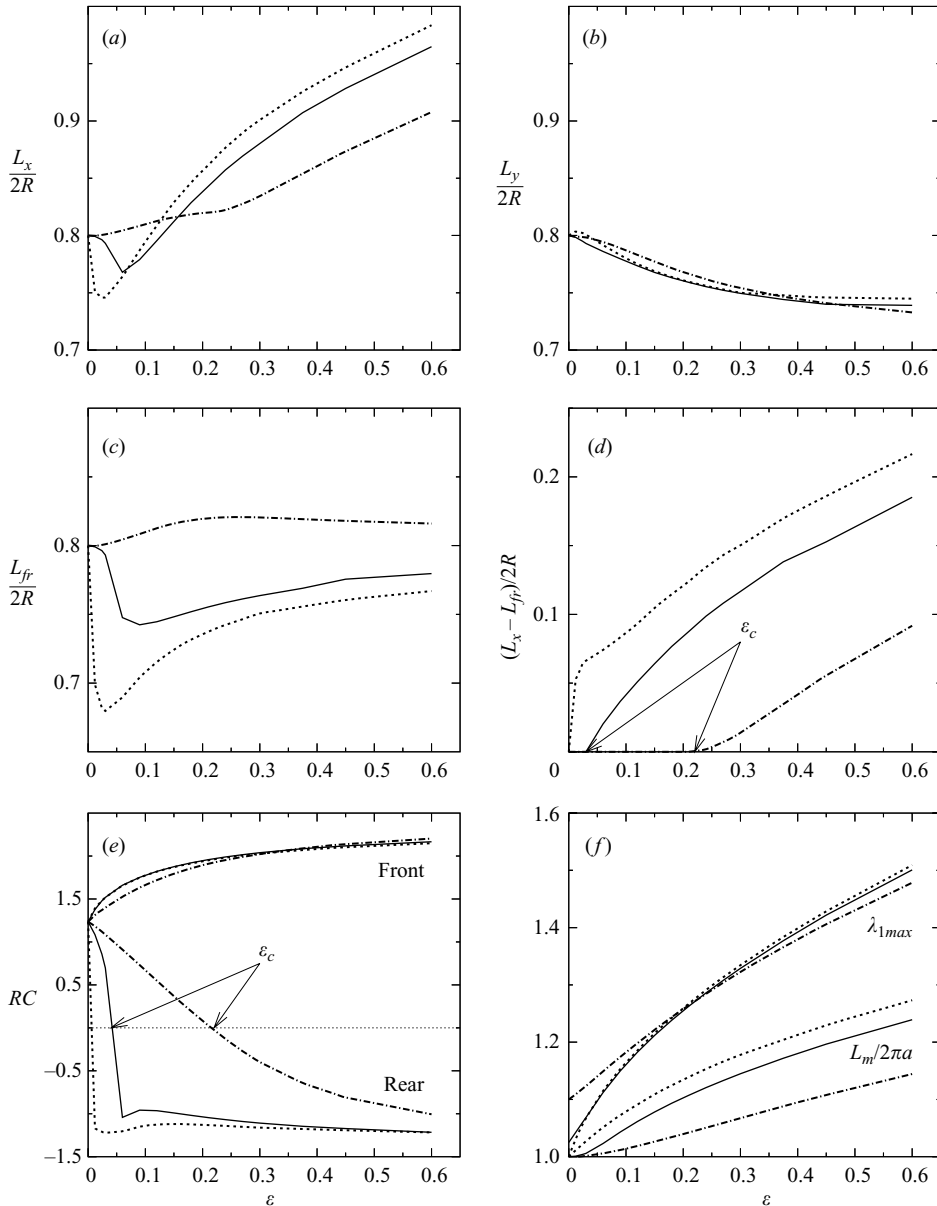 (a)
0.9
L_x
2R
0.8
0.7
0 0.1 0.2 0.3 0.4 0.5 0.6
(b)
0.9
L_y
2R
0.8
0.7
0 0.1 0.2 0.3 0.4 0.5 0.6
(c)
0.8
L_fr
2R
0.7
0 0.1 0.2 0.3 0.4 0.5 0.6
(d)
0.2
(L_x – L_fr)/2R
0.1
ε_c
0 0.1 0.2 0.3 0.4 0.5 0.6
(e)
Front
1.5
ε_c
0.5
RC
–0.5
Rear
–1.5
0 0.1 0.2 0.3 0.4 0.5 0.6
ε
1.6
(f)
1.5
1.4
λ_1max
1.3
1.2
L_m/2πa
1.1
1.0
0 0.1 0.2 0.3 0.4 0.5 0.6
ε